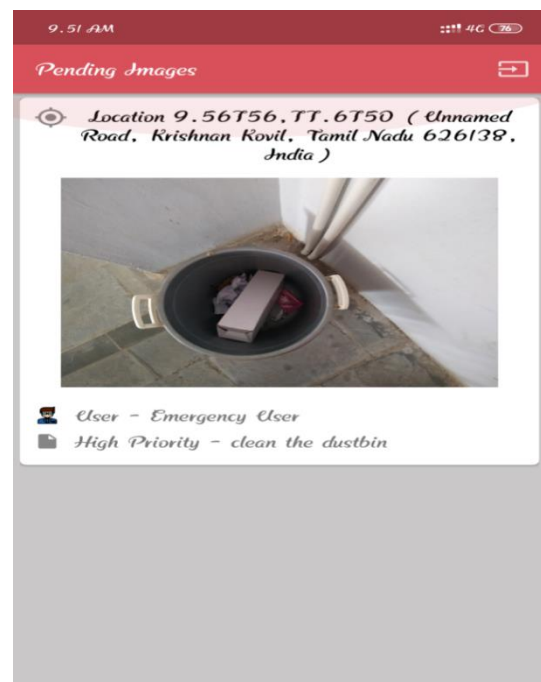 9.51 AM 4G 76
Pending Images
Location 9.56756,77.6750 ( Unnamed
Road, Krishnan Kovil, Tamil Nadu 626138,
India )
User - Emergency User
High Priority - clean the dustbin